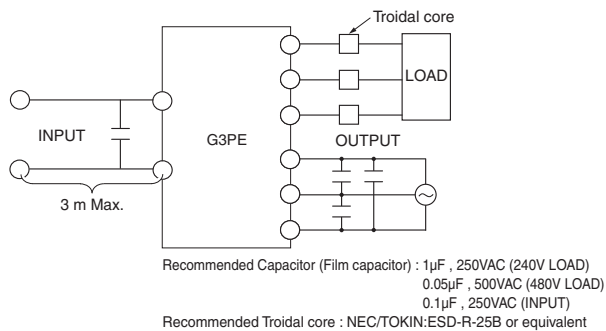 Troidal core
LOAD
INPUT
G3PE
OUTPUT
3 m Max.
Recommended Capacitor (Film capacitor) : 1µF , 250VAC (240V LOAD)
0.05µF , 500VAC (480V LOAD)
0.1µF , 250VAC (INPUT)
Recommended Troidal core : NEC/TOKIN:ESD-R-25B or equivalent